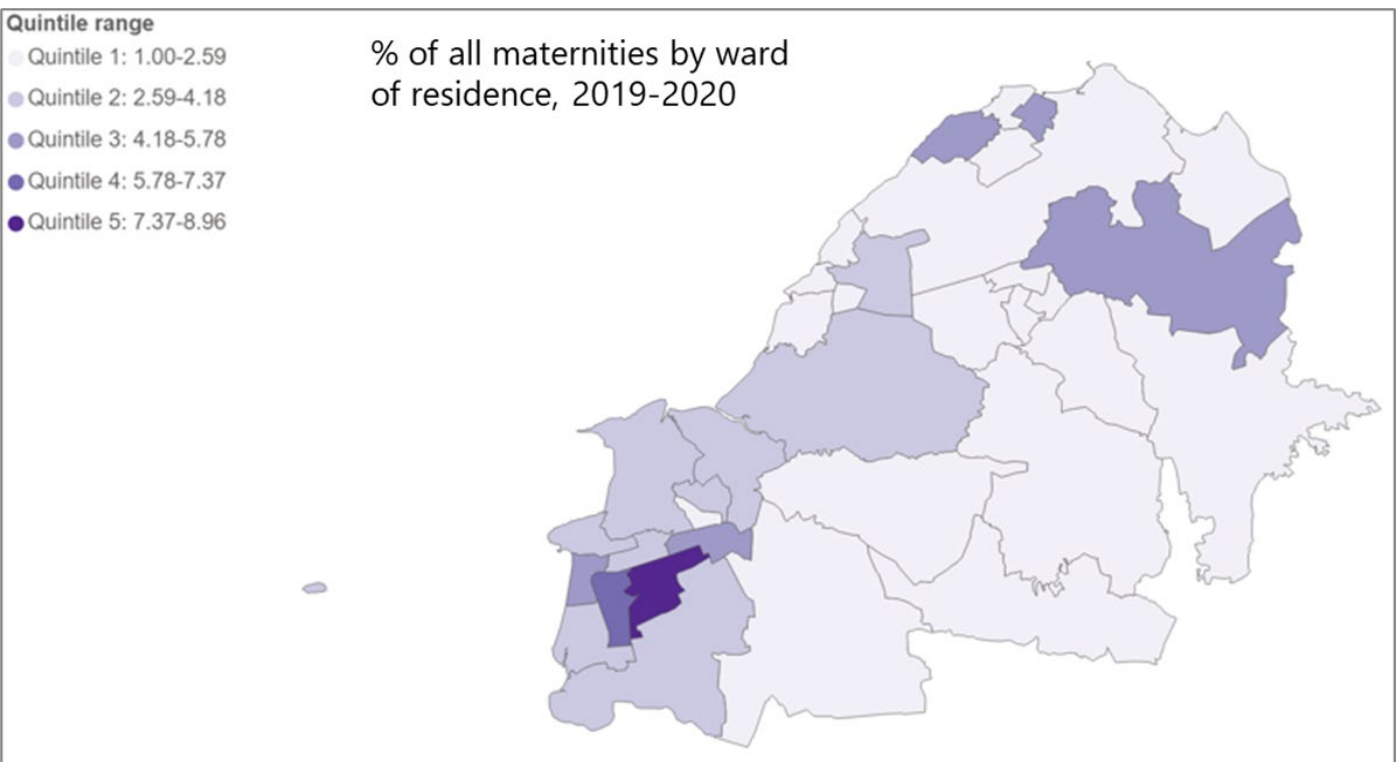 Quintile range
Quintile 1: 1.00-2.59
Quintile 2: 2.59-4.18
Quintile 3: 4.18-5.78
Quintile 4: 5.78-7.37
Quintile 5: 7.37-8.96
% of all maternities by ward
of residence, 2019-2020